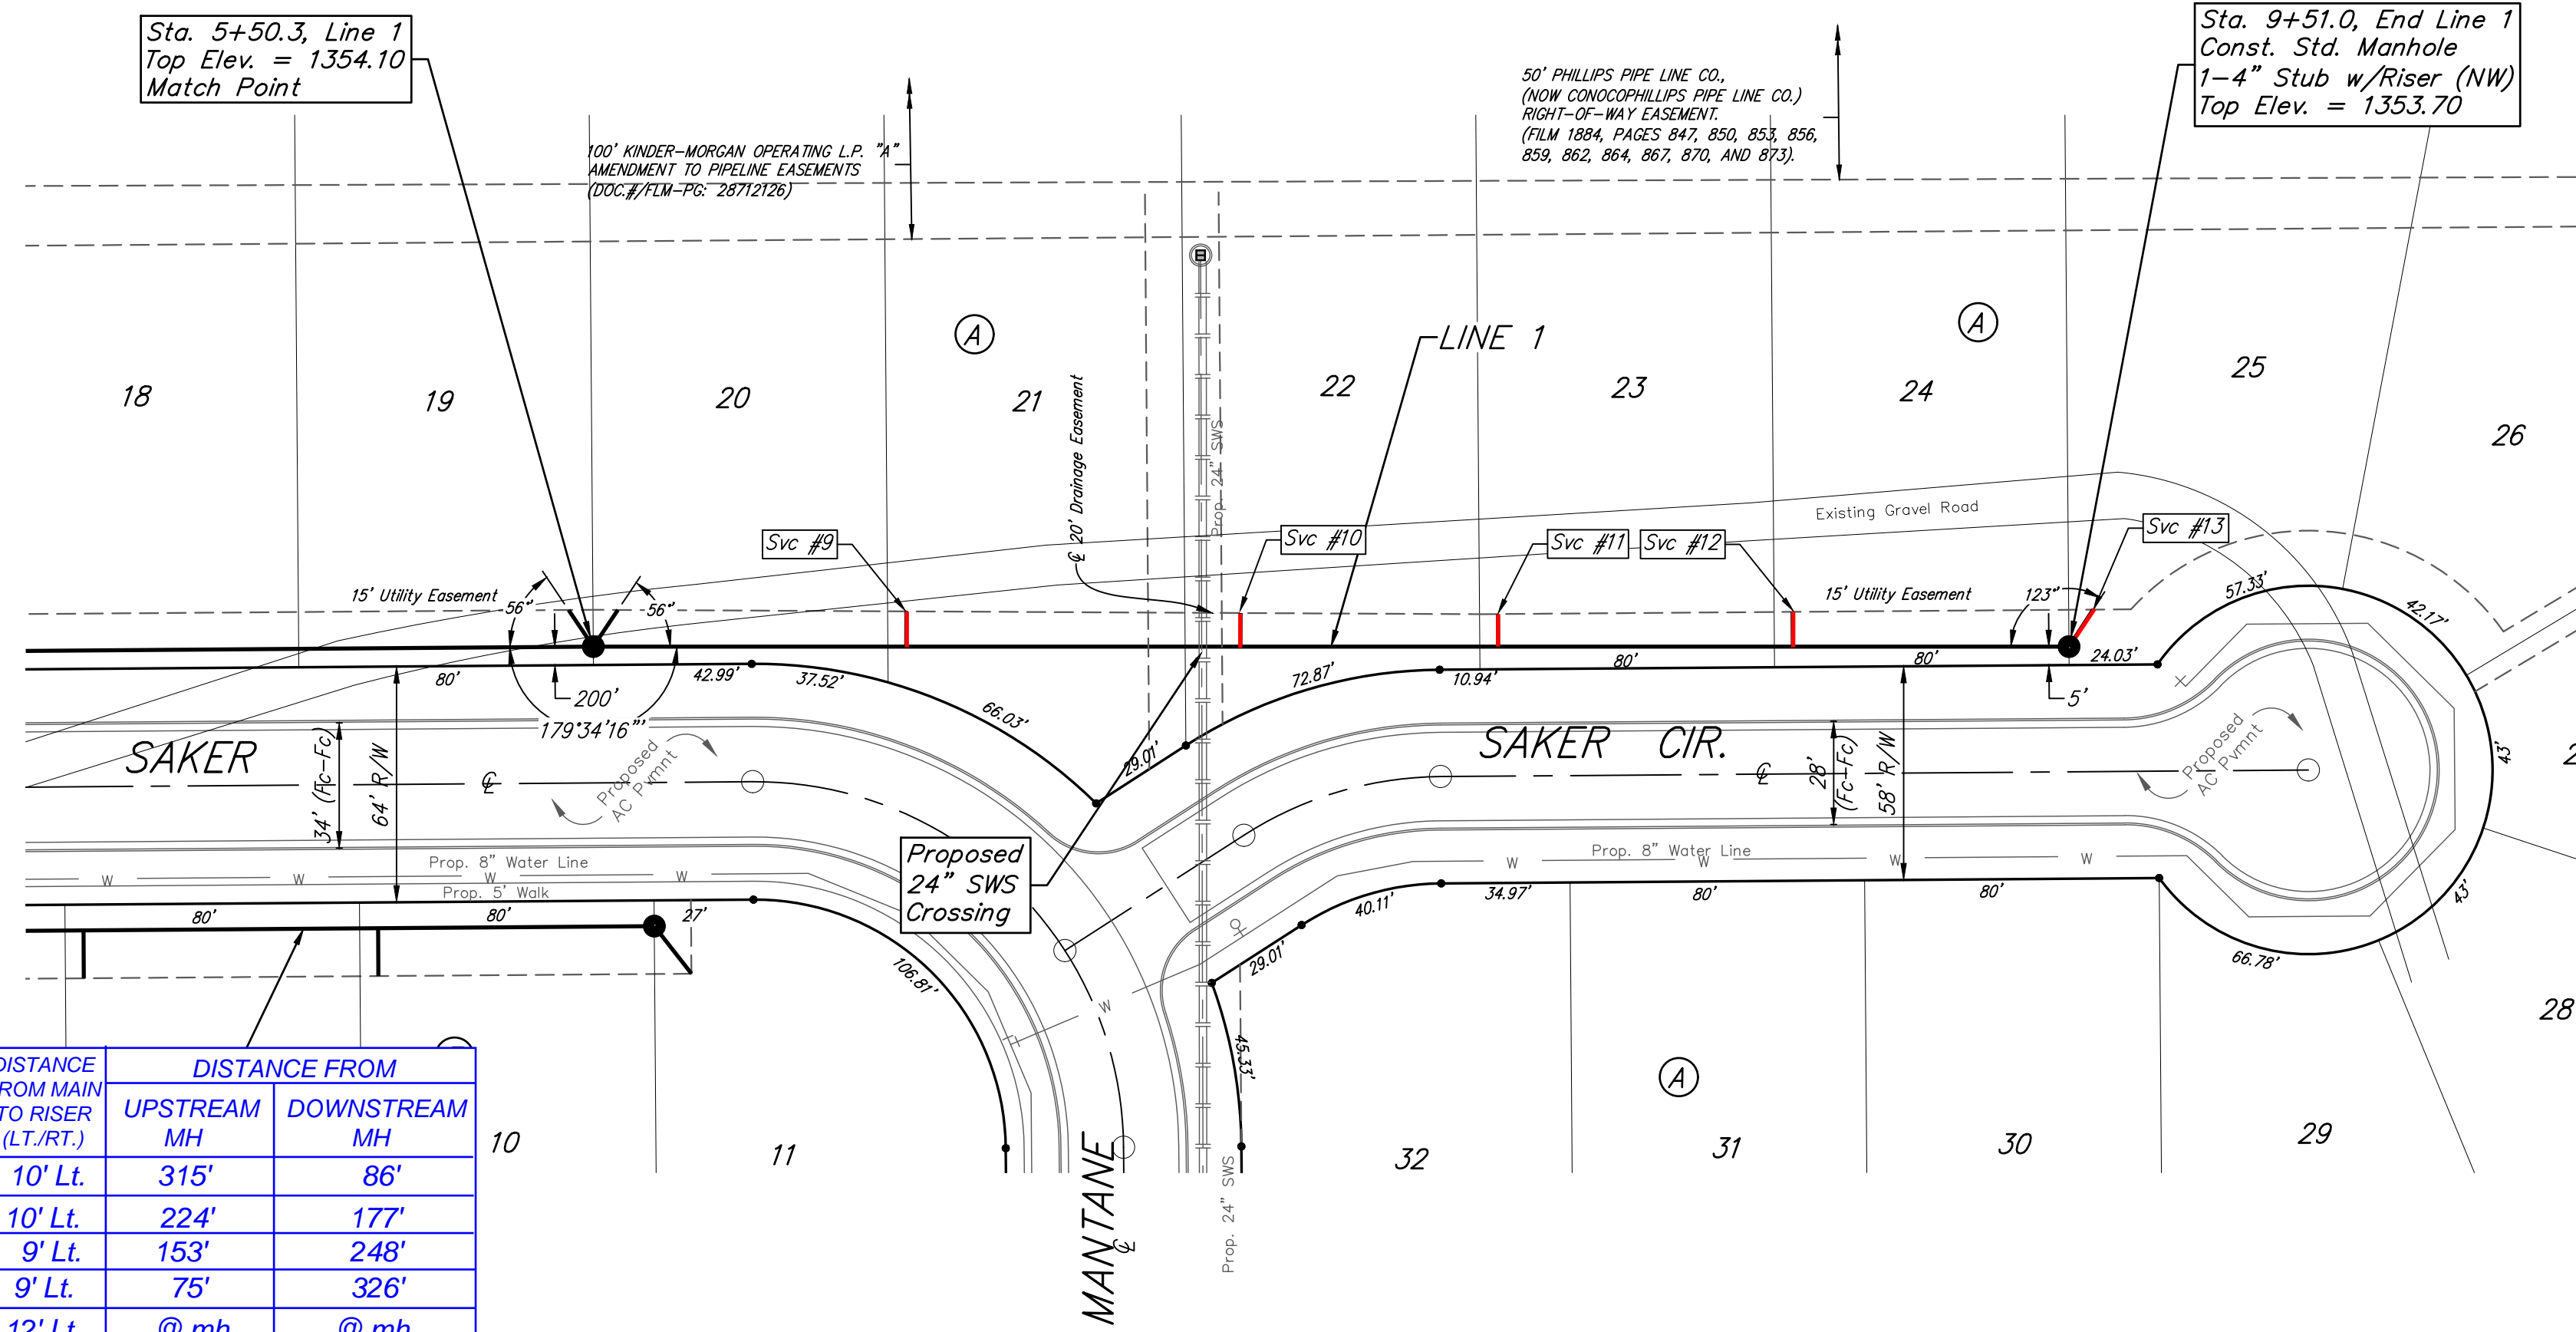 Sta. 5+50.3, Line 1
Top Elev. = 1354.10
Match Point
Sta. 9+51.0, End Line 1
Const. Std. Manhole
1-4" Stub w/Riser (NW)
Top Elev. = 1353.70
50' PHILLIPS PIPE LINE CO.,
(NOW CONOCOPHILLIPS PIPE LINE CO.)
RIGHT-OF-WAY EASEMENT.
(FILM 1884, PAGES 847, 850, 853, 856,
859, 862, 864, 867, 870, AND 873).
100' KINDER-MORGAN OPERATING L.P. "A"
AMENDMENT TO PIPELINE EASEMENTS
(DOC.#/FLM-PG: 28712126)
A
A
LINE 1
18
19
20
21
22
23
24
25
26
℄ 20' Drainage Easement
Prop. 24" SWS
Existing Gravel Road
Svc #9
Svc #10
Svc #11
Svc #12
Svc #13
15' Utility Easement
56°
56°
15' Utility Easement
123°
57.33'
42.17'
80'
200'
179°34'16"
42.99'
37.52'
66.03'
29.01'
72.87'
10.94'
80'
80'
24.03'
5'
SAKER
34' (Fc-Fc)
64' R/W
℄
Proposed
AC Pvmnt
SAKER CIR.
℄
28'
(Fc-Fc)
58' R/W
Proposed
AC Pvmnt
43'
43'
66.78'
Prop. 8" Water Line
W W W W
Prop. 5' Walk
80'
80'
27'
106.81'
Proposed
24" SWS
Crossing
W
Prop. 8" Water Line
W W W W
40.11'
34.97'
80'
80'
29.01'
45.33'
A
28
29
30
31
32
10
11
MANTANE
℄
Prop. 24" SWS
DISTANCE
FROM MAIN
TO RISER
(LT./RT.)
DISTANCE FROM
UPSTREAM
MH
DOWNSTREAM
MH
10' Lt. 315' 86'
10' Lt. 224' 177'
9' Lt. 153' 248'
9' Lt. 75' 326'
12' Lt. @ mh @ mh